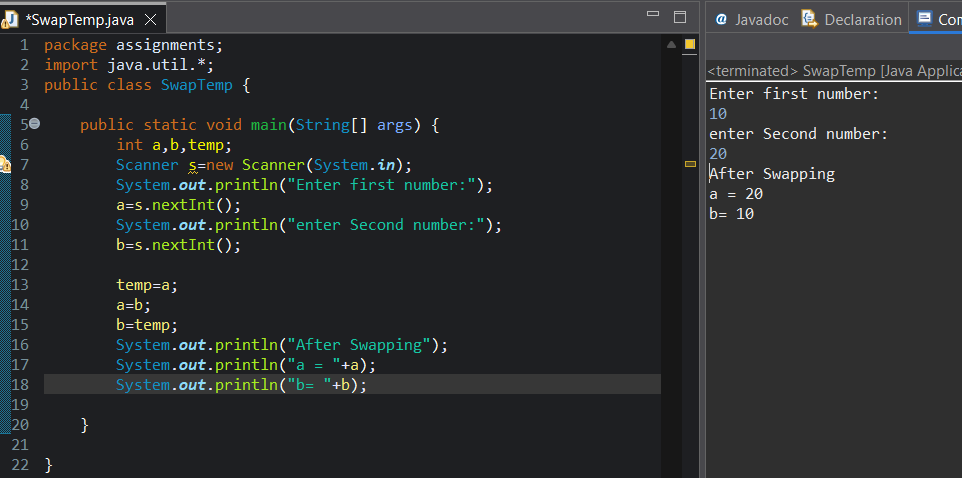 *SwapTemp.java
1 package assignments;
2 import java.util.*;
3 public class SwapTemp {
4
5 public static void main(String[] args) {
6 int a,b,temp;
7 Scanner s=new Scanner(System.in);
8 System.out.println("Enter first number:");
9 a=s.nextInt();
10 System.out.println("enter Second number:");
11 b=s.nextInt();
12
13 temp=a;
14 a=b;
15 b=temp;
16 System.out.println("After Swapping");
17 System.out.println("a = "+a);
18 System.out.println("b= "+b);
19
20 }
21
22 }
@ Javadoc Declaration Con
<terminated> SwapTemp [Java Applica
Enter first number:
10
enter Second number:
20
After Swapping
a = 20
b= 10